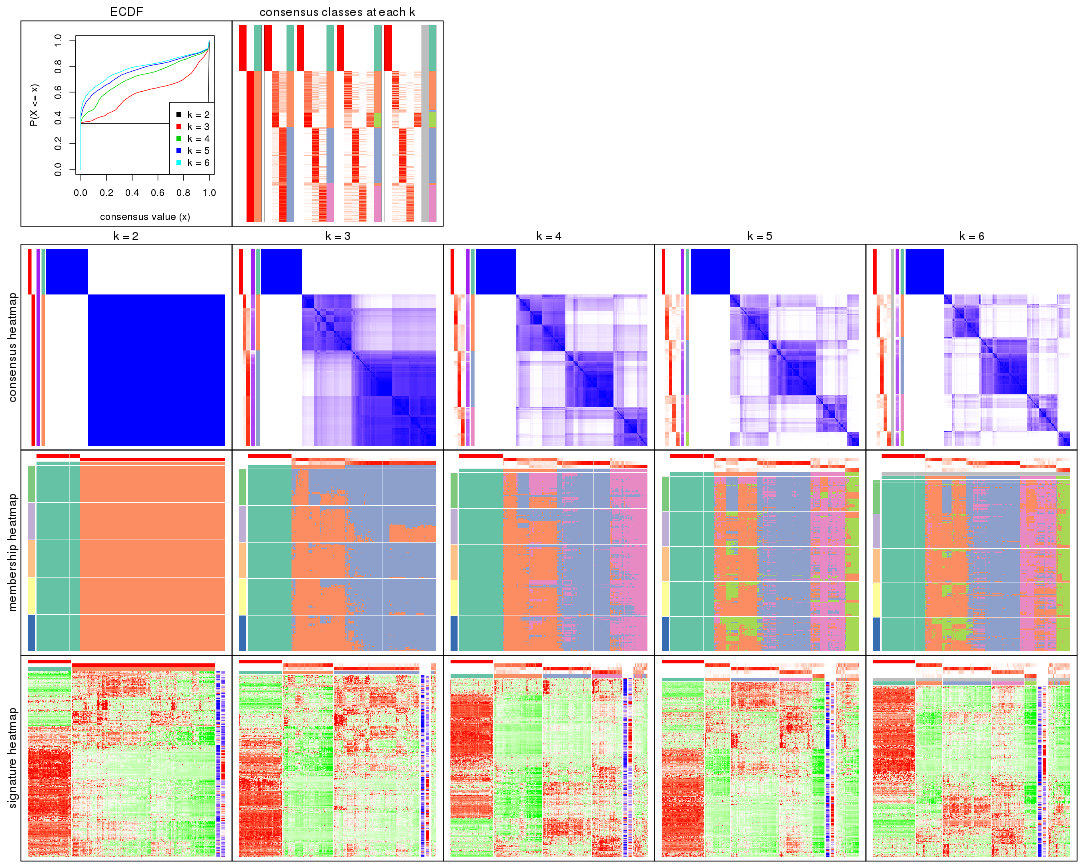 ECDF
consensus classes at each k
P(X <= x)
0.0 0.2 0.4 0.6 0.8 1.0
k = 2
k = 3
k = 4
k = 5
k = 6
0.0 0.2 0.4 0.6 0.8 1.0
consensus value (x)
k = 2
k = 3
k = 4
k = 5
k = 6
consensus heatmap
membership heatmap
signature heatmap